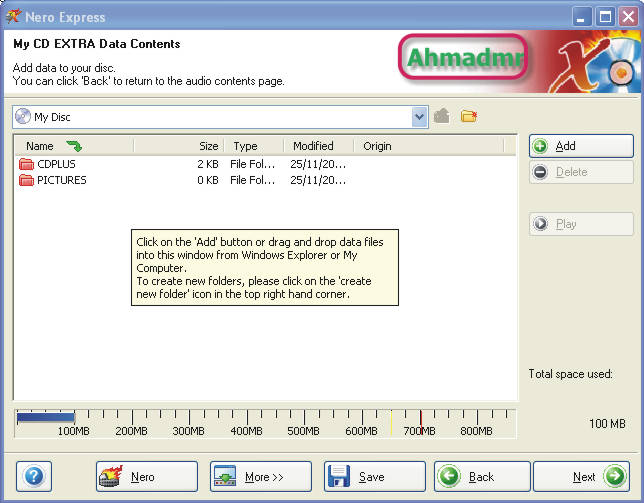 Nero Express
My CD EXTRA Data Contents
Add data to your disc.
You can click 'Back' to return to the audio contents page.
Ahmadmr
My Disc
Name Size Type Modified Origin
CDPLUS 2 KB File Fol... 25/11/20...
PICTURES 0 KB File Fol... 25/11/20...
Add
Delete
Play
Click on the 'Add' button or drag and drop data files
into this window from Windows Explorer or My
Computer.
To create new folders, please click on the 'create
new folder' icon in the top right hand corner.
Total space used:
100 MB
100MB 200MB 300MB 400MB 500MB 600MB 700MB 800MB
Nero More >> Save Back Next